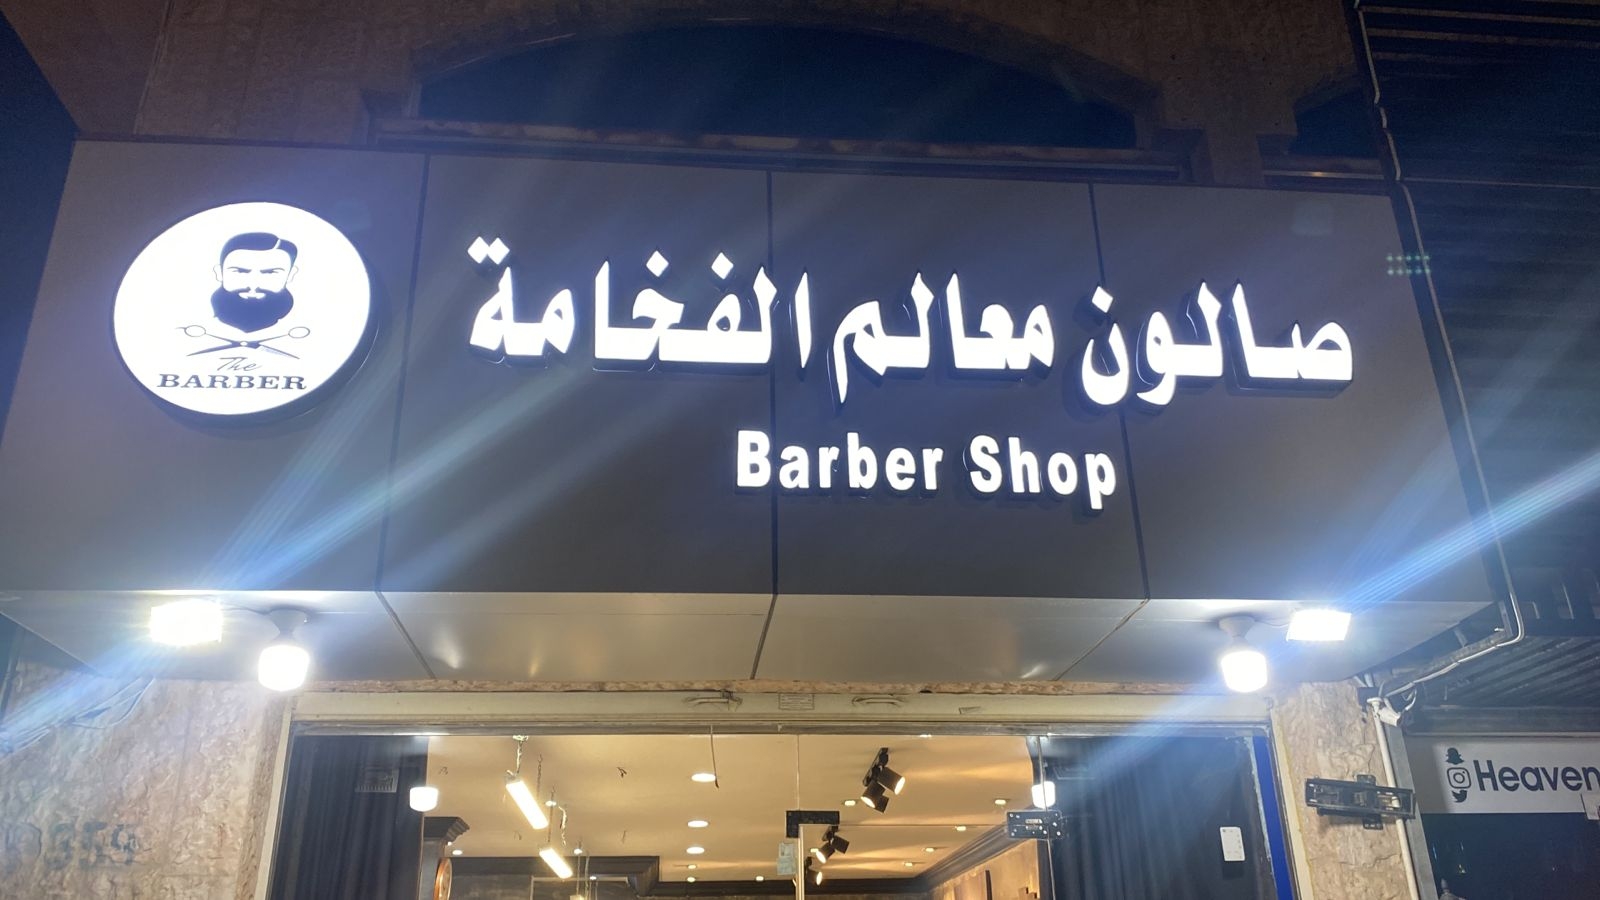 صالون معالم الفخامة
Barber Shop
The
BARBER
Heaven